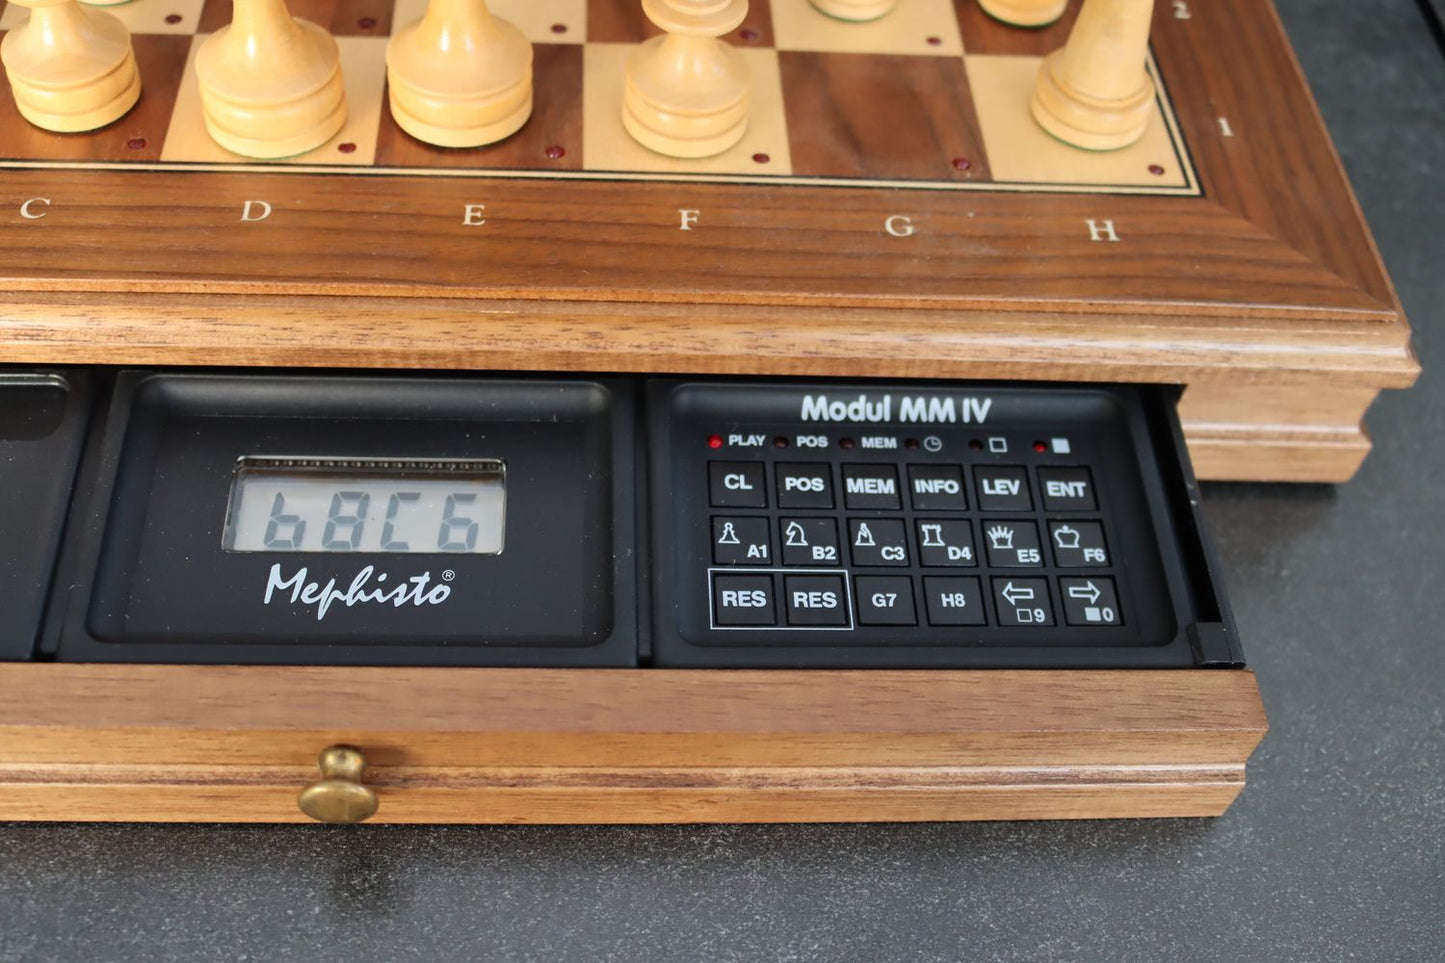 2
1
C D E F G H
Modul MM IV
PLAY POS MEM
CL POS MEM INFO LEV ENT
b8C6
A1 B2 C3 D4 E5 F6
Mephisto®
RES RES G7 H8 9 0